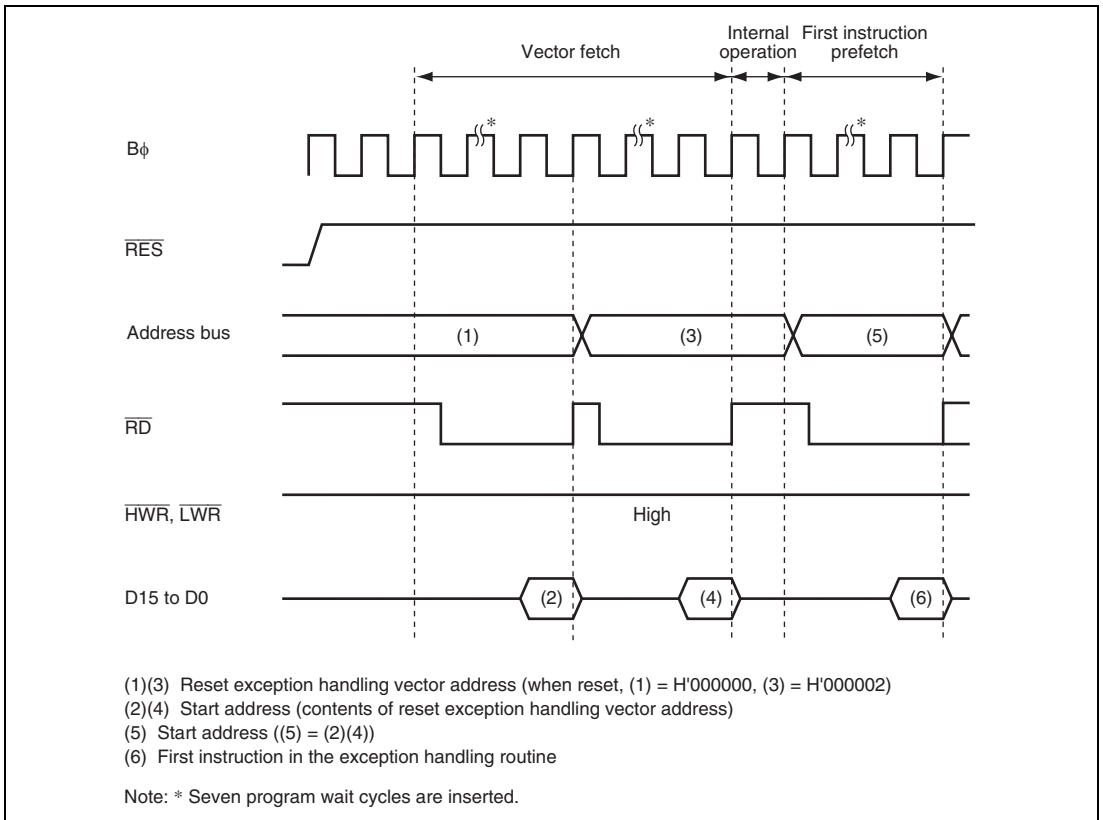 Vector fetch
Internal operation
First instruction prefetch
Bϕ
*
*
*
RES
Address bus
(1)
(3)
(5)
RD
HWR, LWR
High
D15 to D0
(2)
(4)
(6)
(1)(3) Reset exception handling vector address (when reset, (1) = H'000000, (3) = H'000002)
(2)(4) Start address (contents of reset exception handling vector address)
(5) Start address ((5) = (2)(4))
(6) First instruction in the exception handling routine
Note: * Seven program wait cycles are inserted.